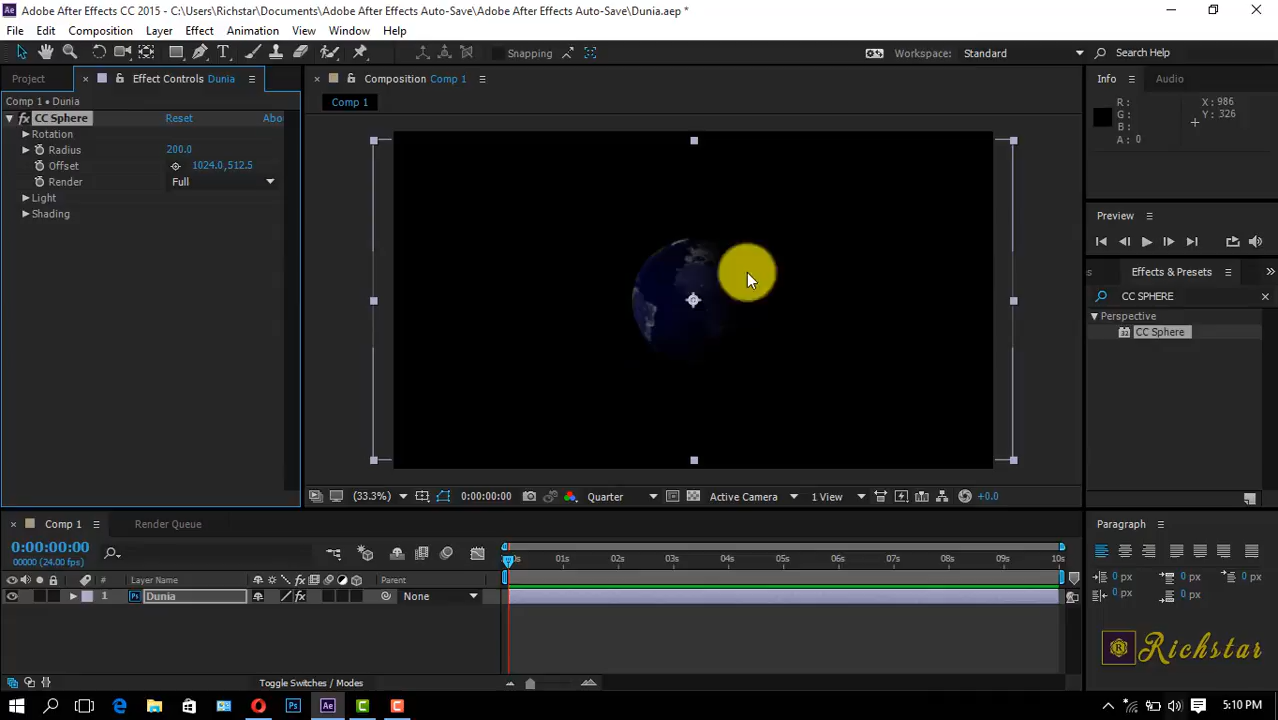 Adobe After Effects CC 2015 - C:\Users\Richstar\Documents\Adobe After Effects Auto-Save\Adobe After Effects Auto-Save\Dunia.aep *
File Edit Composition Layer Effect Animation View Window Help
Snapping
Workspace: Standard
Search Help
Project
Effect Controls Dunia
Comp 1 • Dunia
fx CC Sphere Reset Abo
Rotation
Radius 200.0
Offset 1024.0,512.5
Render Full
Light
Shading
Composition Comp 1
Comp 1
(33.3%) 0:00:00:00 Quarter Active Camera 1 View +0.0
Info Audio
R: X: 986
G: Y: 326
B:
A: 0
Preview
Effects & Presets
CC SPHERE
Perspective
32 CC Sphere
Comp 1 Render Queue
0:00:00:00
00000 (24.00 fps)
# Layer Name Parent
1 Dunia None
01s 02s 03s 04s 05s 06s 07s 08s 09s 10s
Toggle Switches / Modes
Paragraph
0 px 0 px 0 px
0 px 0 px
Richstar
5:10 PM